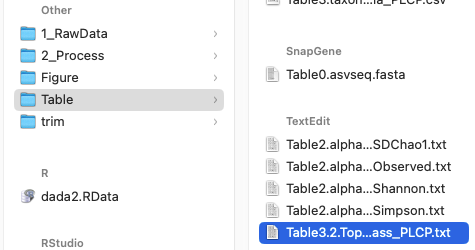 Other
1_RawData
2_Process
Figure
Table
trim
R
dada2.RData
RStudio
Table3.taxon...ia_PLCP.csv
SnapGene
Table0.asvseq.fasta
TextEdit
Table2.alpha...SDChao1.txt
Table2.alpha...Observed.txt
Table2.alpha...Shannon.txt
Table2.alpha...Simpson.txt
Table3.2.Top...ass_PLCP.txt